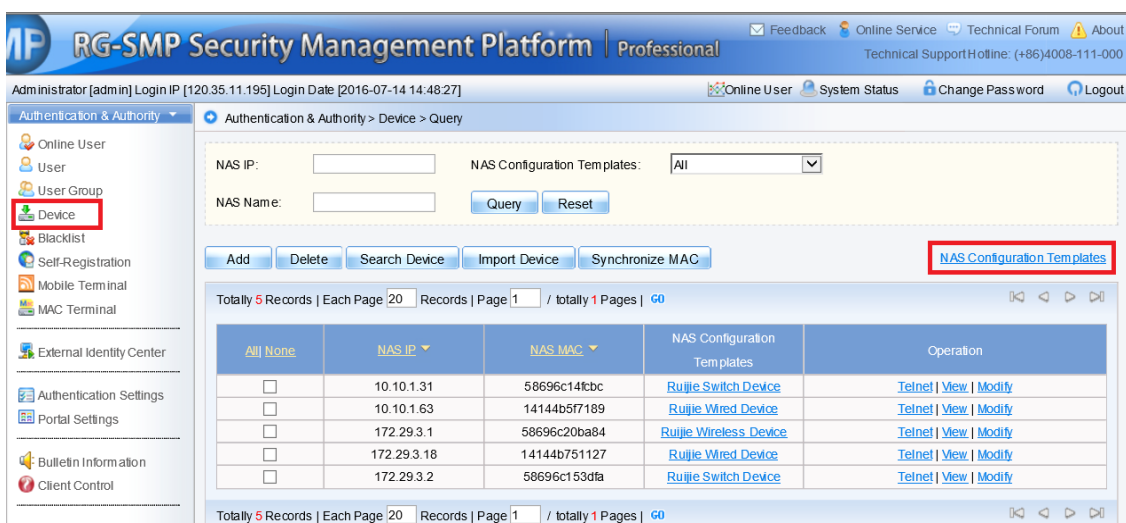 MP RG-SMP Security Management Platform | Professional
Feedback Online Service Technical Forum About
Technical Support Hotline: (+86)4008-111-000
Administrator [admin] Login IP [120.35.11.195] Login Date [2016-07-14 14:48:27]
Online User System Status Change Password Logout
Authentication & Authority
Authentication & Authority > Device > Query
Online User
User
User Group
Device
Blacklist
Self-Registration
Mobile Terminal
MAC Terminal
External Identity Center
Authentication Settings
Portal Settings
Bulletin Information
Client Control
NAS IP: NAS Configuration Templates: All
NAS Name: Query Reset
Add Delete Search Device Import Device Synchronize MAC NAS Configuration Templates
Totally 5 Records | Each Page 20 Records | Page 1 / totally 1 Pages | GO
All| None NAS IP NAS MAC NAS Configuration Templates Operation
10.10.1.31 58696c14fcbc Ruijie Switch Device Telnet | View | Modify
10.10.1.63 14144b5f7189 Ruijie Wired Device Telnet | View | Modify
172.29.3.1 58696c20ba84 Ruijie Wireless Device Telnet | View | Modify
172.29.3.18 14144b751127 Ruijie Wired Device Telnet | View | Modify
172.29.3.2 58696c153dfa Ruijie Switch Device Telnet | View | Modify
Totally 5 Records | Each Page 20 Records | Page 1 / totally 1 Pages | GO